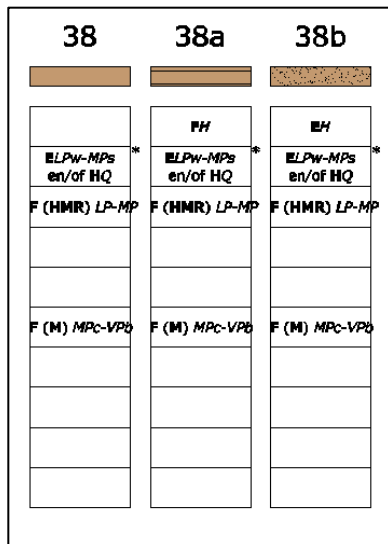 38 38a 38b
FH EH
ELPw-MPs * ELPw-MPs * ELPw-MPs *
en/of HQ en/of HQ en/of HQ
F (HMR) LP-MP F (HMR) LP-MP F (HMR) LP-MP
F (M) MPc-VPb F (M) MPc-VPb F (M) MPc-VPb